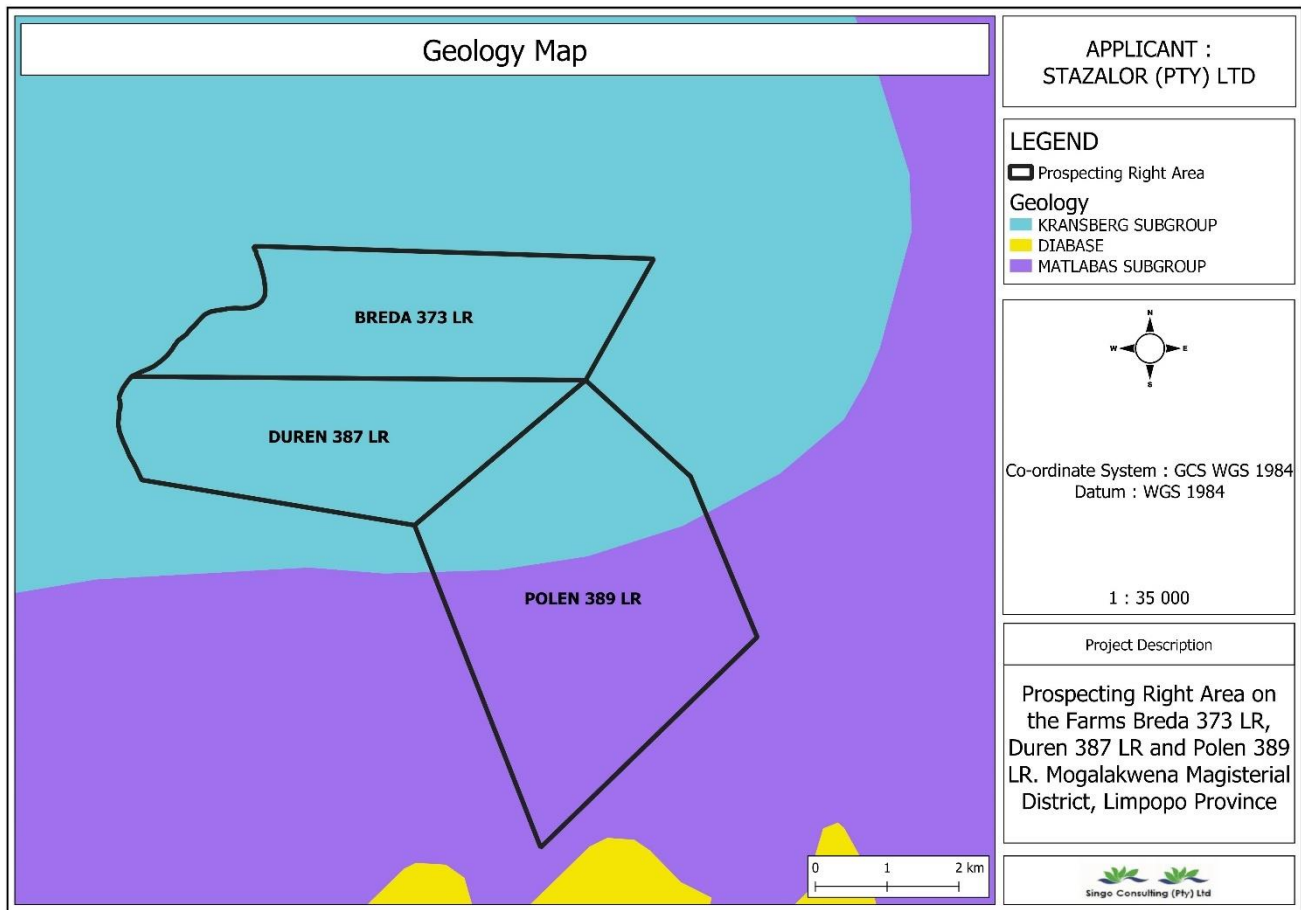 Geology Map
BREDA 373 LR
DUREN 387 LR
POLEN 389 LR
0 1 2 km
APPLICANT :
STAZALOR (PTY) LTD
LEGEND
Prospecting Right Area
Geology
KRANSBERG SUBGROUP
DIABASE
MATLABAS SUBGROUP
N
W E
S
Co-ordinate System : GCS WGS 1984
Datum : WGS 1984
1 : 35 000
Project Description
Prospecting Right Area on
the Farms Breda 373 LR,
Duren 387 LR and Polen 389
LR. Mogalakwena Magisterial
District, Limpopo Province
Singo Consulting (Pty) Ltd